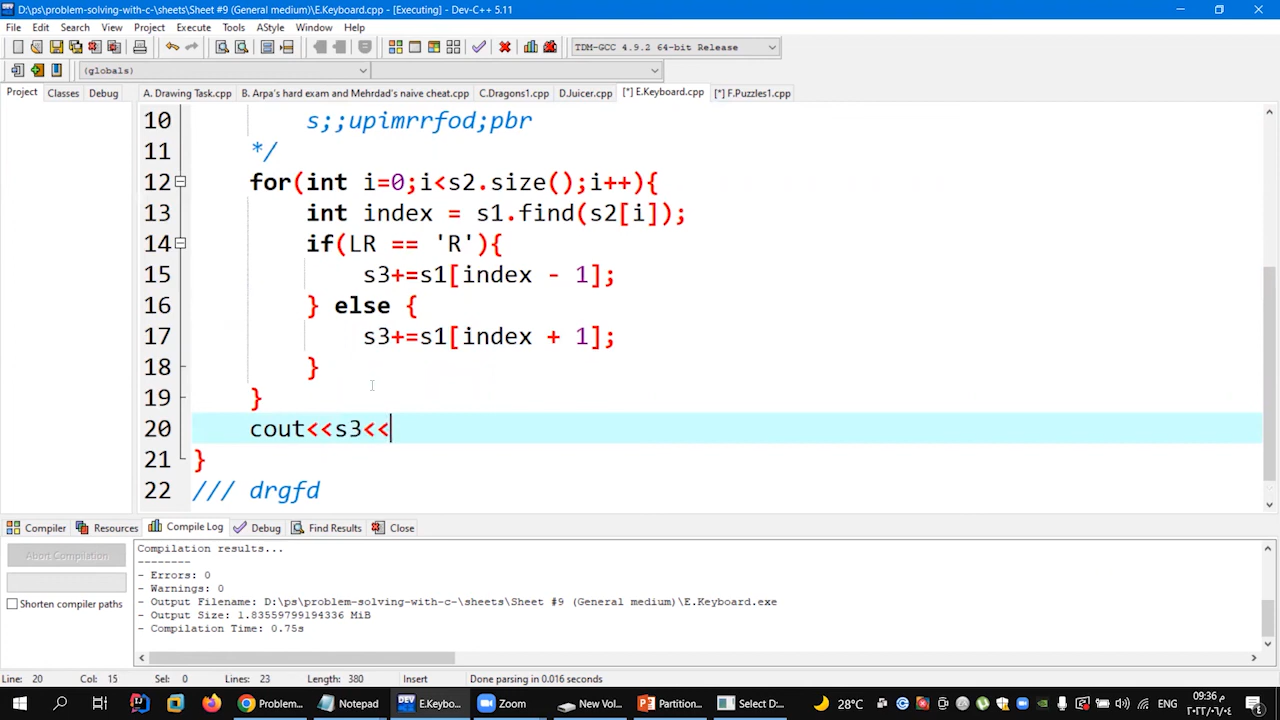 D:\ps\problem-solving-with-c-\sheets\Sheet #9 (General medium)\E.Keyboard.cpp - [Executing] - Dev-C++ 5.11
File Edit Search View Project Execute Tools AStyle Window Help
TDM-GCC 4.9.2 64-bit Release
(globals)
Project Classes Debug A. Drawing Task.cpp B. Arpa's hard exam and Mehrdad's naive cheat.cpp C.Dragons1.cpp D.Juicer.cpp [*] E.Keyboard.cpp [*] F.Puzzles1.cpp
10 s;;upimrrfod;pbr
11 */
12 for(int i=0;i<s2.size();i++){
13 int index = s1.find(s2[i]);
14 if(LR == 'R'){
15 s3+=s1[index - 1];
16 } else {
17 s3+=s1[index + 1];
18 }
19 }
20 cout<<s3<<
21 }
22 /// drgfd
Compiler Resources Compile Log Debug Find Results Close
Abort Compilation
Shorten compiler paths
Compilation results...
--------
- Errors: 0
- Warnings: 0
- Output Filename: D:\ps\problem-solving-with-c-\sheets\Sheet #9 (General medium)\E.Keyboard.exe
- Output Size: 1.83559799194336 MiB
- Compilation Time: 0.75s
Line: 20 Col: 15 Sel: 0 Lines: 23 Length: 380 Insert Done parsing in 0.016 seconds
Problem... Notepad E.Keyboard... Zoom New Vol... Partition... Select D:... 28°C